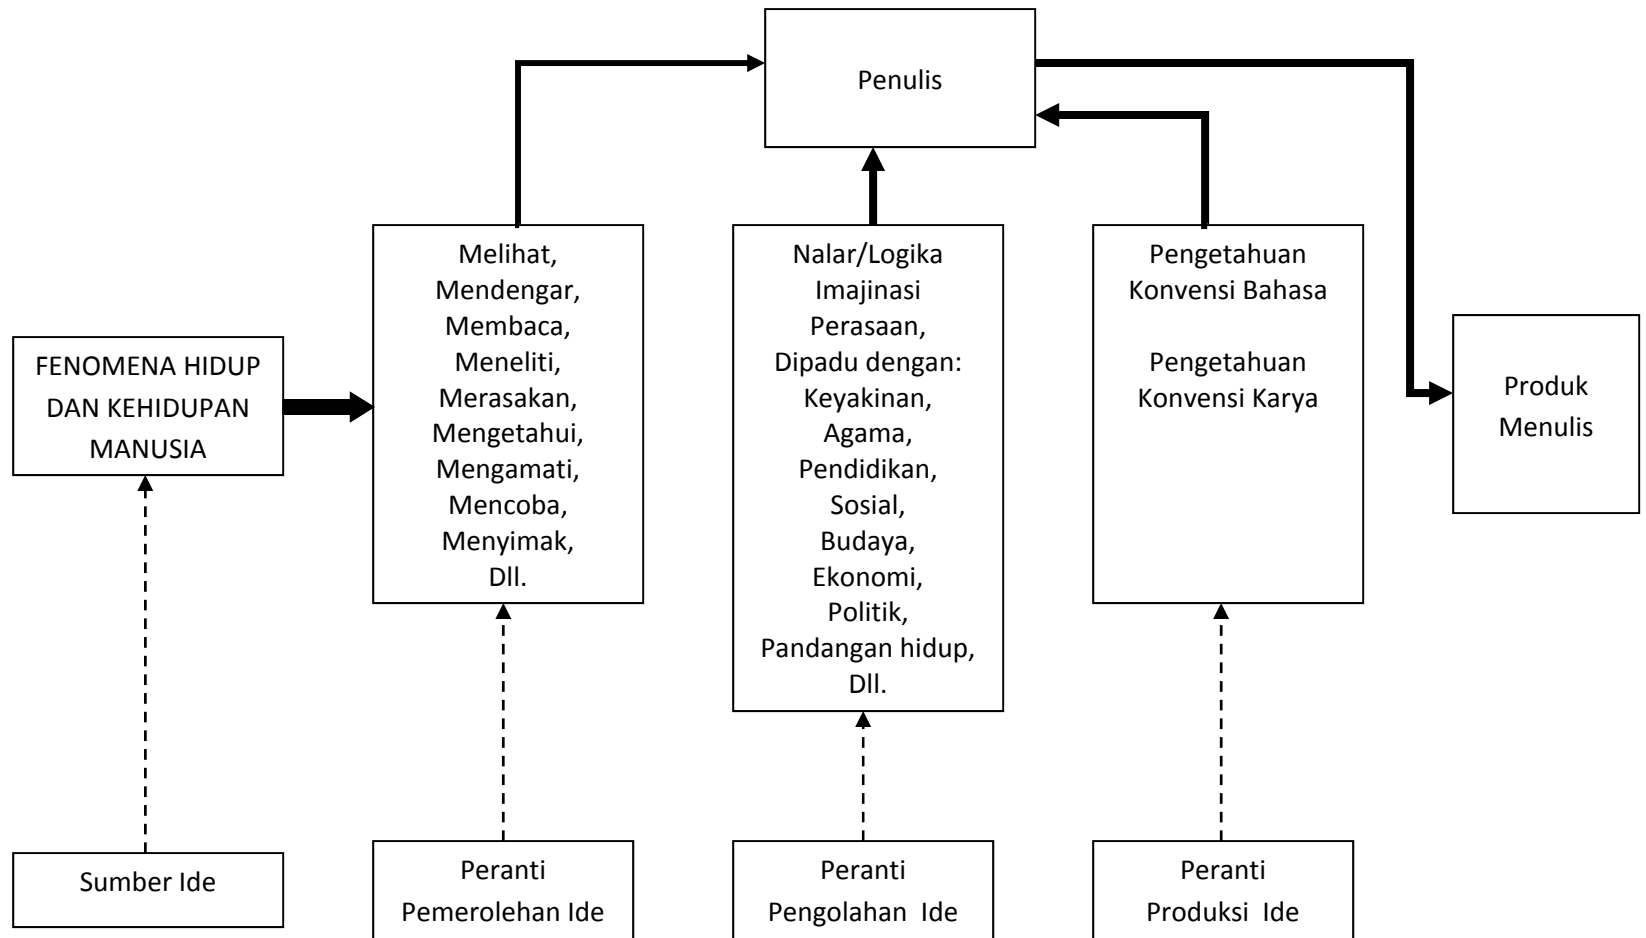 Penulis
Melihat,
Mendengar,
Membaca,
Meneliti,
Merasakan,
Mengetahui,
Mengamati,
Mencoba,
Menyimak,
Dll.
Nalar/Logika
Imajinasi
Perasaan,
Dipadu dengan:
Keyakinan,
Agama,
Pendidikan,
Sosial,
Budaya,
Ekonomi,
Politik,
Pandangan hidup,
Dll.
Pengetahuan
Konvensi Bahasa
Pengetahuan
Konvensi Karya
FENOMENA HIDUP
DAN KEHIDUPAN
MANUSIA
Produk
Menulis
Sumber Ide
Peranti
Pemerolehan Ide
Peranti
Pengolahan  Ide
Peranti
Produksi  Ide